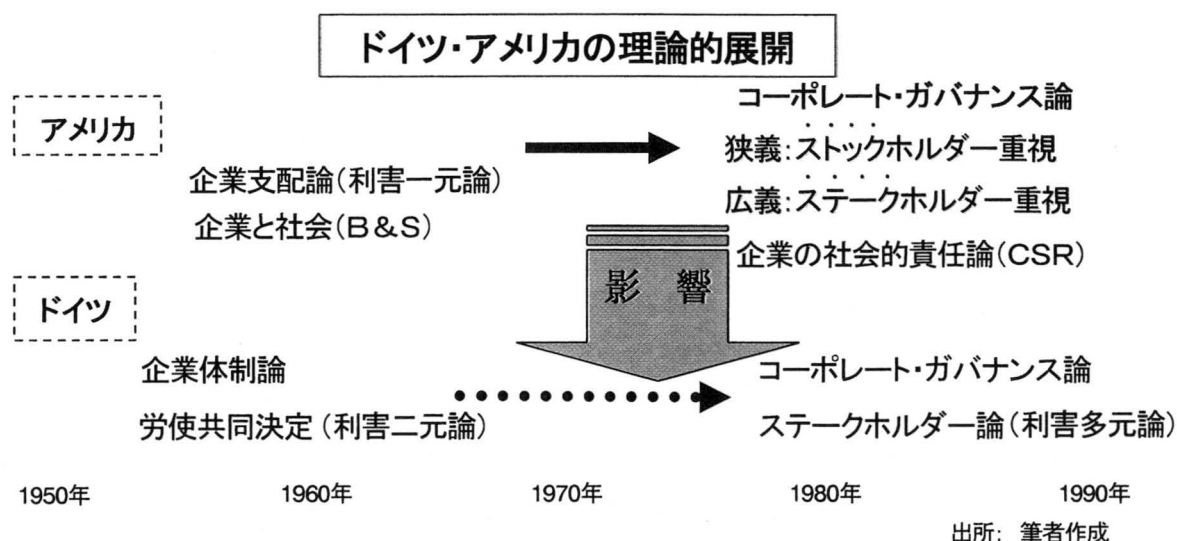 ドイツ・アメリカの理論的展開
アメリカ
コーポレート・ガバナンス論
狭義:ストックホルダー重視
企業支配論(利害一元論)
広義:ステークホルダー重視
企業と社会(B&S)
企業の社会的責任論(CSR)
影 響
ドイツ
企業体制論
コーポレート・ガバナンス論
労使共同決定(利害二元論)
ステークホルダー論(利害多元論)
1950年 1960年 1970年 1980年 1990年
出所: 筆者作成